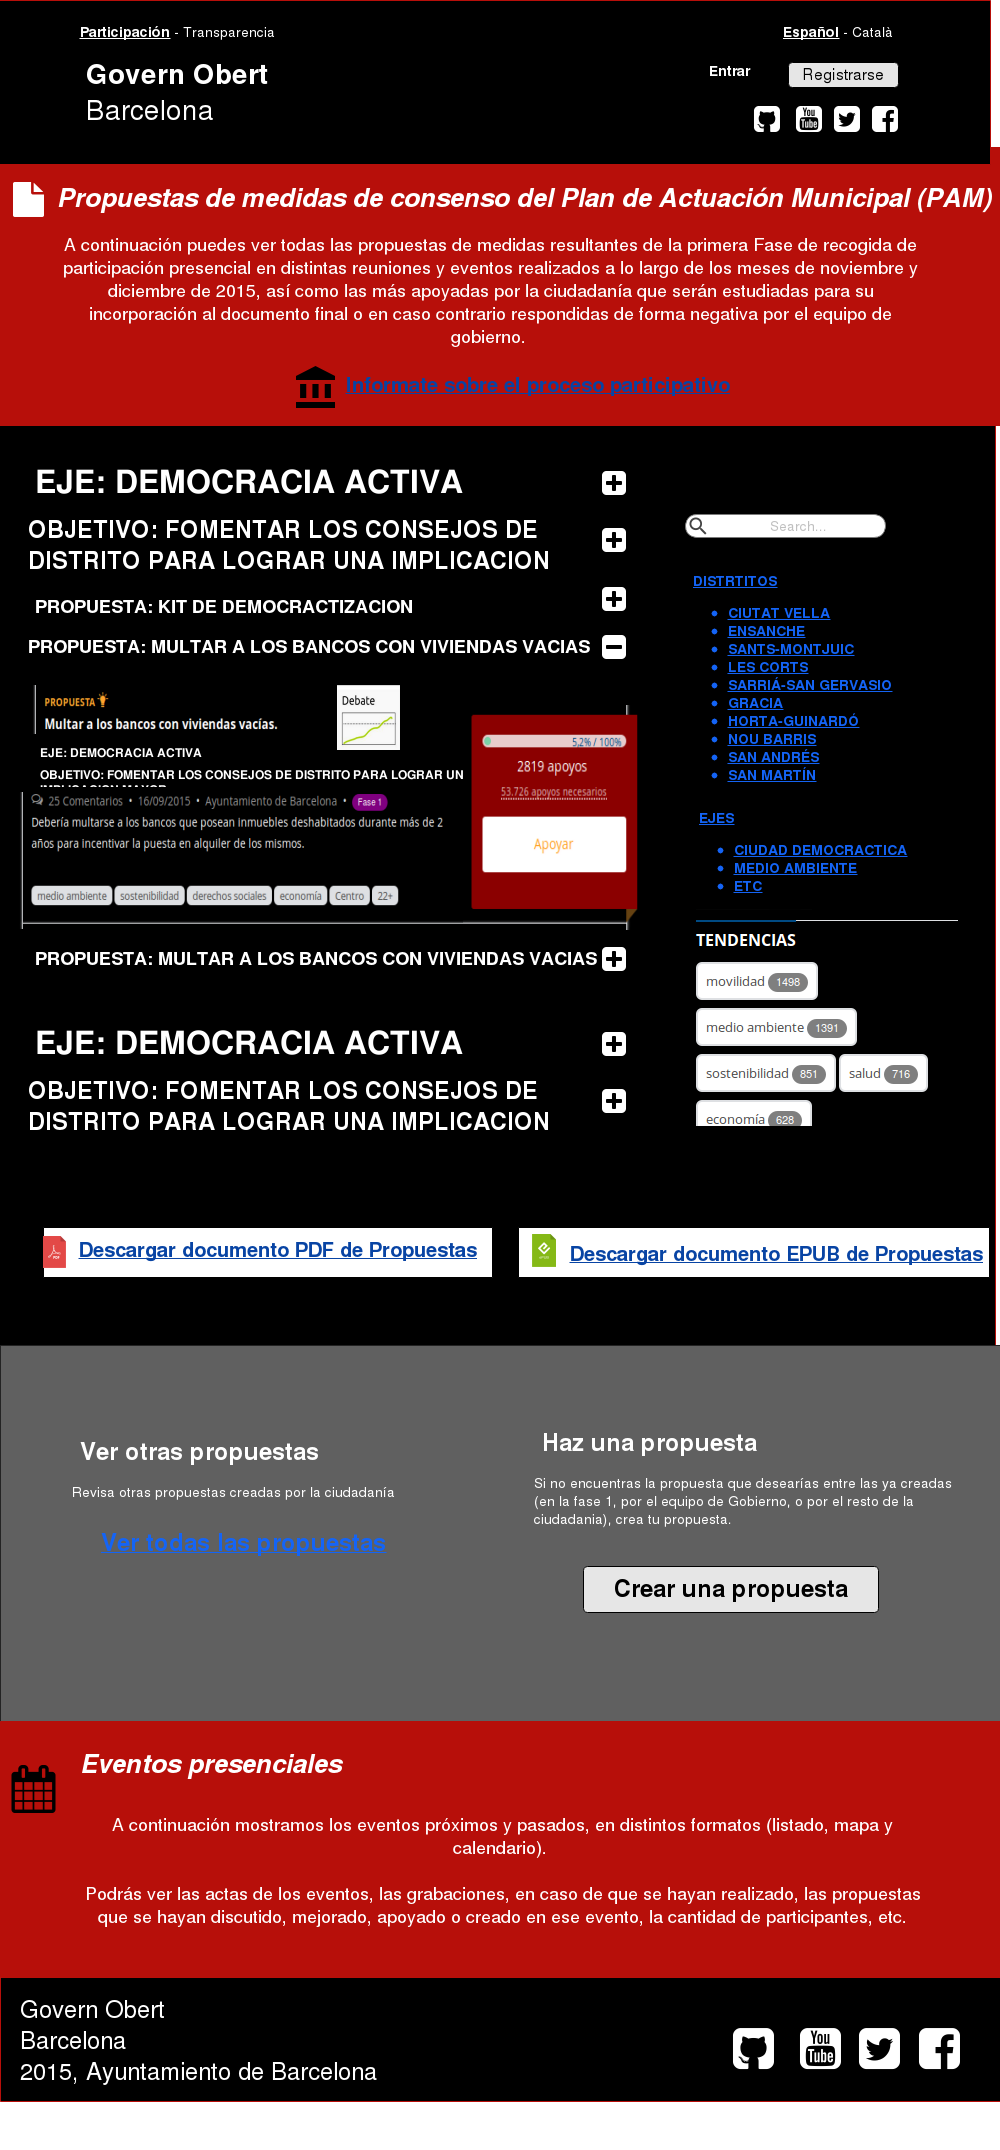 Participación - Transparencia
Español - Català
Govern Obert
Barcelona
Entrar
Registrarse
You
Tube
Propuestas de medidas de consenso del Plan de Actuación Municipal (PAM)
A continuación puedes ver todas las propuestas de medidas resultantes de la primera Fase de recogida de
participación presencial en distintas reuniones y eventos realizados a lo largo de los meses de noviembre y
diciembre de 2015, así como las más apoyadas por la ciudadanía que serán estudiadas para su
incorporación al documento final o en caso contrario respondidas de forma negativa por el equipo de
gobierno.
Informate sobre el proceso participativo
EJE: DEMOCRACIA ACTIVA
OBJETIVO: FOMENTAR LOS CONSEJOS DE
DISTRITO PARA LOGRAR UNA IMPLICACION
PROPUESTA: KIT DE DEMOCRACTIZACION
PROPUESTA: MULTAR A LOS BANCOS CON VIVIENDAS VACIAS
PROPUESTA
Multar a los bancos con viviendas vacías.
Debate
EJE: DEMOCRACIA ACTIVA
OBJETIVO: FOMENTAR LOS CONSEJOS DE DISTRITO PARA LOGRAR UN
IMPLICACION MAYOR
25 Comentarios • 16/09/2015 • Ayuntamiento de Barcelona • Fase 1
Debería multarse a los bancos que posean inmuebles deshabitados durante más de 2
años para incentivar la puesta en alquiler de los mismos.
medio ambiente sostenibilidad derechos sociales economía Centro 22+
5,2% / 100%
2819 apoyos
53.726 apoyos necesarios
Apoyar
PROPUESTA: MULTAR A LOS BANCOS CON VIVIENDAS VACIAS
EJE: DEMOCRACIA ACTIVA
OBJETIVO: FOMENTAR LOS CONSEJOS DE
DISTRITO PARA LOGRAR UNA IMPLICACION
Search...
DISTRTITOS
• CIUTAT VELLA
• ENSANCHE
• SANTS-MONTJUIC
• LES CORTS
• SARRIÁ-SAN GERVASIO
• GRACIA
• HORTA-GUINARDÓ
• NOU BARRIS
• SAN ANDRÉS
• SAN MARTÍN
EJES
• CIUDAD DEMOCRACTICA
• MEDIO AMBIENTE
• ETC
TENDENCIAS
movilidad 1498
medio ambiente 1391
sostenibilidad 851 salud 716
economía 628
Descargar documento PDF de Propuestas
Descargar documento EPUB de Propuestas
Ver otras propuestas
Revisa otras propuestas creadas por la ciudadanía
Ver todas las propuestas
Haz una propuesta
Si no encuentras la propuesta que desearías entre las ya creadas
(en la fase 1, por el equipo de Gobierno, o por el resto de la
ciudadania), crea tu propuesta.
Crear una propuesta
Eventos presenciales
A continuación mostramos los eventos próximos y pasados, en distintos formatos (listado, mapa y
calendario).
Podrás ver las actas de los eventos, las grabaciones, en caso de que se hayan realizado, las propuestas
que se hayan discutido, mejorado, apoyado o creado en ese evento, la cantidad de participantes, etc.
Govern Obert
Barcelona
2015, Ayuntamiento de Barcelona
You
Tube